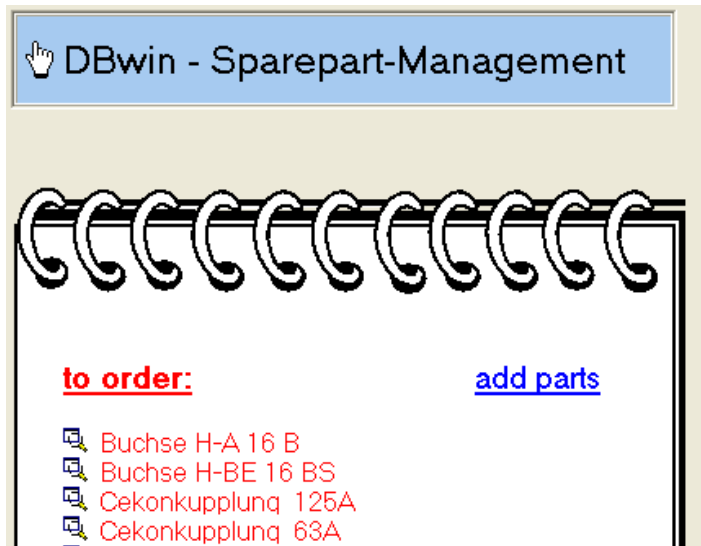 DBwin - Sparepart-Management
to order: add parts
Buchse H-A 16 B
Buchse H-BE 16 BS
Cekonkupplung 125A
Cekonkupplung 63A